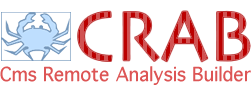 CRAB
Cms Remote Analysis Builder